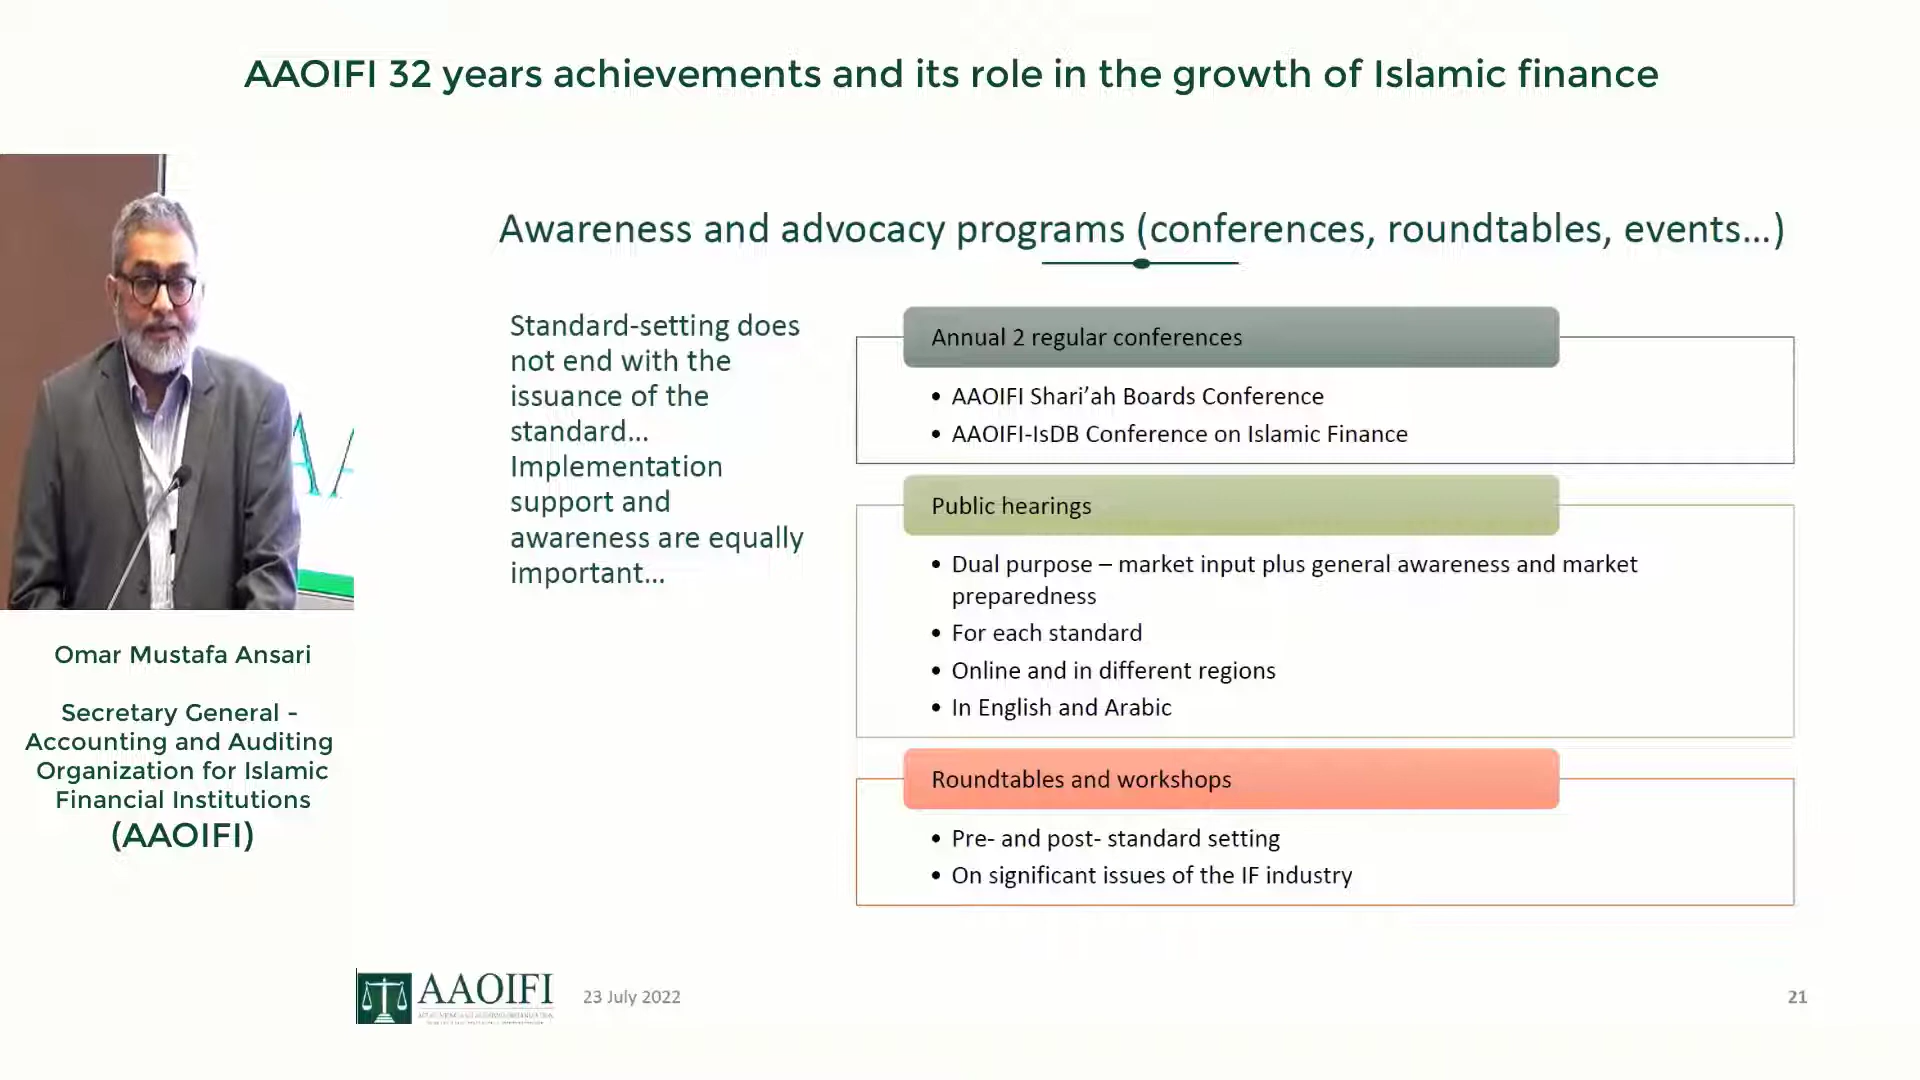 AAOIFI 32 years achievements and its role in the growth of Islamic finance
Omar Mustafa Ansari
Secretary General -
Accounting and Auditing
Organization for Islamic
Financial Institutions
(AAOIFI)
Awareness and advocacy programs (conferences, roundtables, events...)
Standard-setting does
not end with the
issuance of the
standard...
Implementation
support and
awareness are equally
important...
Annual 2 regular conferences
• AAOIFI Shari’ah Boards Conference
• AAOIFI-IsDB Conference on Islamic Finance
Public hearings
• Dual purpose – market input plus general awareness and market
preparedness
• For each standard
• Online and in different regions
• In English and Arabic
Roundtables and workshops
• Pre- and post- standard setting
• On significant issues of the IF industry
AAOIFI
23 July 2022
21